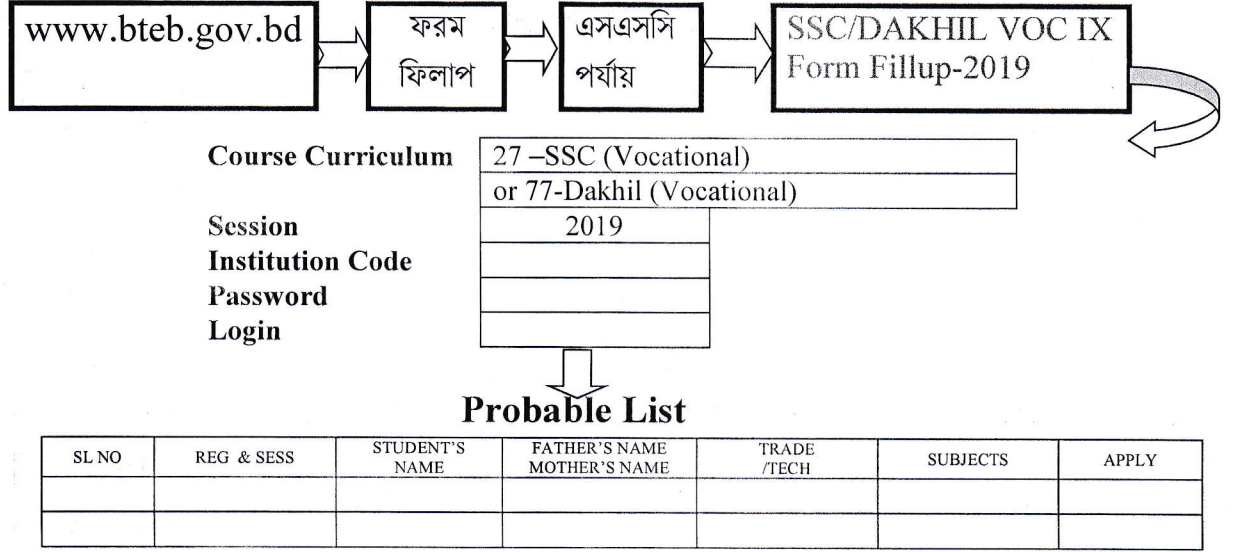 www.bteb.gov.bd
ফরম
ফিলাপ
এসএসসি
পর্যায়
SSC/DAKHIL VOC IX
Form Fillup-2019
Course Curriculum
27 –SSC (Vocational)
or 77-Dakhil (Vocational)
Session
2019
Institution Code
Password
Login
Probable List
SL NO
REG & SESS
STUDENT'S
NAME
FATHER'S NAME
MOTHER'S NAME
TRADE
/TECH
SUBJECTS
APPLY